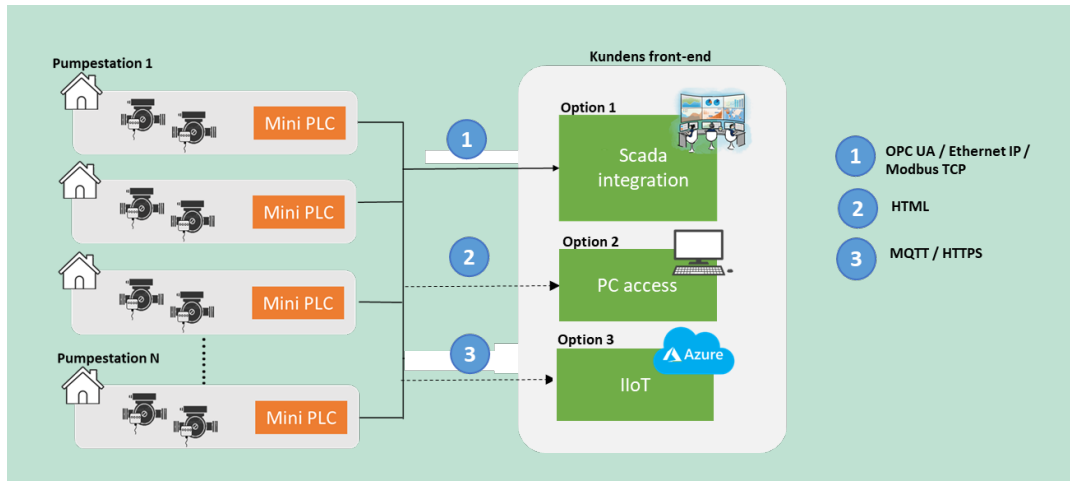 Pumpestation 1
Mini PLC
Mini PLC
Mini PLC
Pumpestation N
Mini PLC
1
2
3
Kundens front-end
Option 1
Scada
integration
Option 2
PC access
Option 3
Azure
IIoT
1
OPC UA / Ethernet IP /
Modbus TCP
2
HTML
3
MQTT / HTTPS